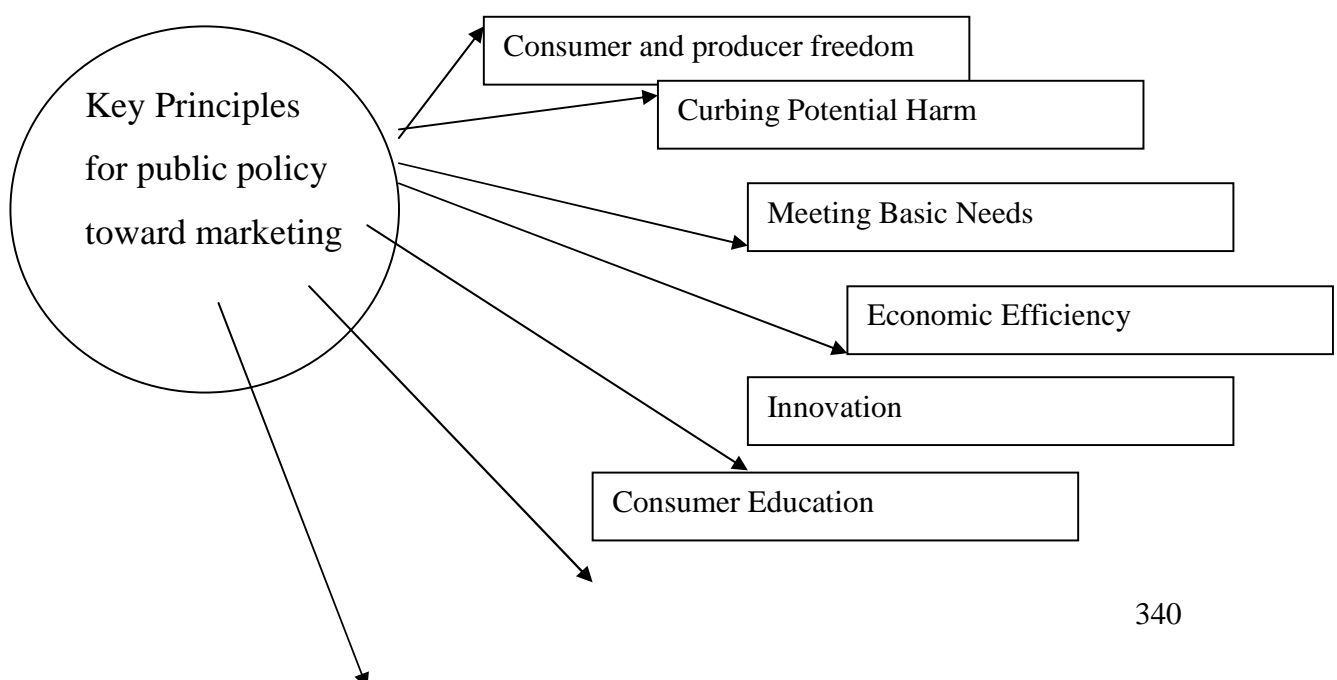 Key Principles
for public policy
toward marketing
Consumer and producer freedom
Curbing Potential Harm
Meeting Basic Needs
Economic Efficiency
Innovation
Consumer Education
340